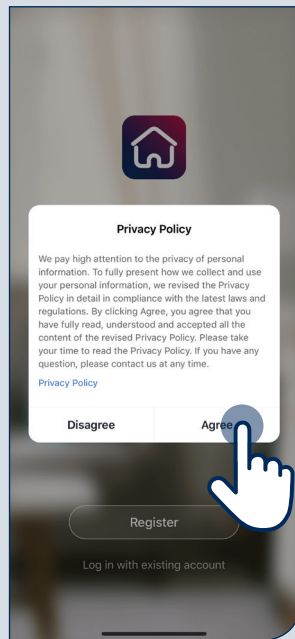 Privacy Policy
We pay high attention to the privacy of personal
information. To fully present how we collect and use
your personal information, we revised the Privacy
Policy in detail in compliance with the latest laws and
regulations. By clicking Agree, you agree that you
have fully read, understood and accepted all the
content of the revised Privacy Policy. Please take
your time to read the Privacy Policy. If you have any
question, please contact us at any time.
Privacy Policy
Disagree Agree
Register
Log in with existing account